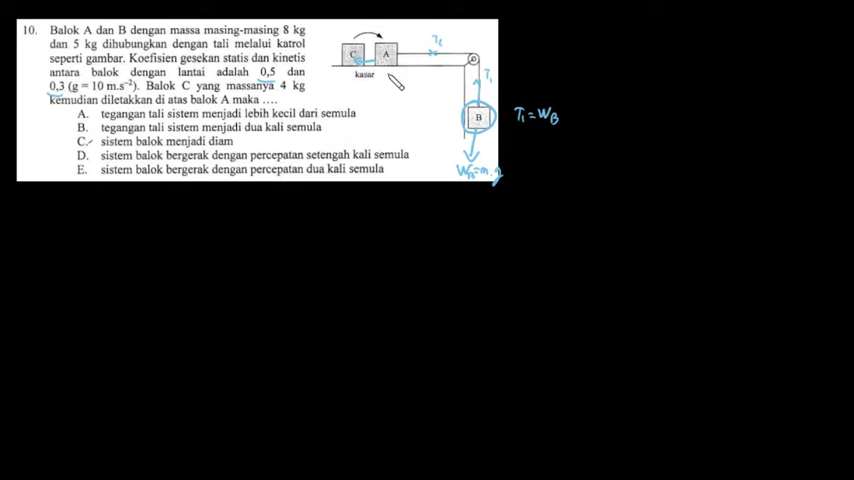 10. Balok A dan B dengan massa masing-masing 8 kg
dan 5 kg dihubungkan dengan tali melalui katrol
seperti gambar. Koefisien gesekan statis dan kinetis
antara balok dengan lantai adalah 0,5 dan
0,3 (g = 10 m.s⁻²). Balok C yang massanya 4 kg
kemudian diletakkan di atas balok A maka ....
A. tegangan tali sistem menjadi lebih kecil dari semula
B. tegangan tali sistem menjadi dua kali semula
C. sistem balok menjadi diam
D. sistem balok bergerak dengan percepatan setengah kali semula
E. sistem balok bergerak dengan percepatan dua kali semula
C
A
T₂
kasar
T₁
B
T₁ = W_B
W_B = m.g